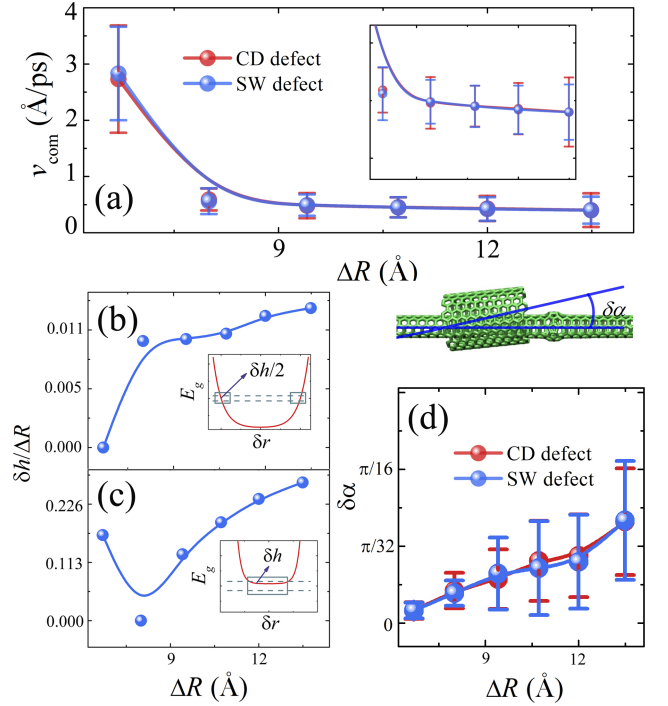 4
3
2
1
0
v_com (Å/ps)
CD defect
SW defect
(a)
9
12
ΔR (Å)
(b)
0.011
0.005
0.000
E_g
δh/2
δr
δh/ΔR
(c)
0.226
0.113
0.000
E_g
δh
δr
9
12
ΔR (Å)
δα
(d)
CD defect
SW defect
π/16
π/32
0
δα
9
12
ΔR (Å)